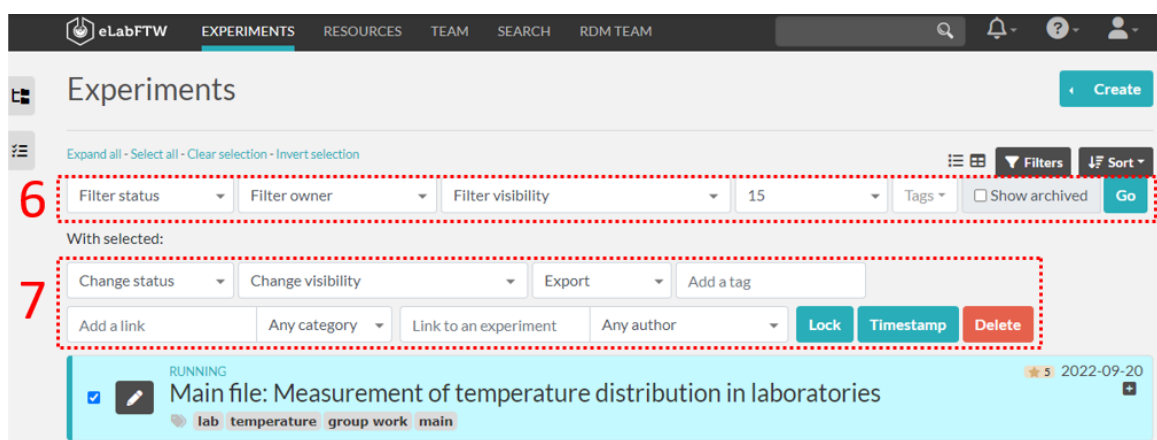 eLabFTW EXPERIMENTS RESOURCES TEAM SEARCH RDM TEAM
Experiments
Create
Expand all - Select all - Clear selection - Invert selection
Filters Sort
6 Filter status Filter owner Filter visibility 15 Tags Show archived Go
With selected:
7 Change status Change visibility Export Add a tag
Add a link Any category Link to an experiment Any author Lock Timestamp Delete
RUNNING
5 2022-09-20
Main file: Measurement of temperature distribution in laboratories
lab temperature group work main